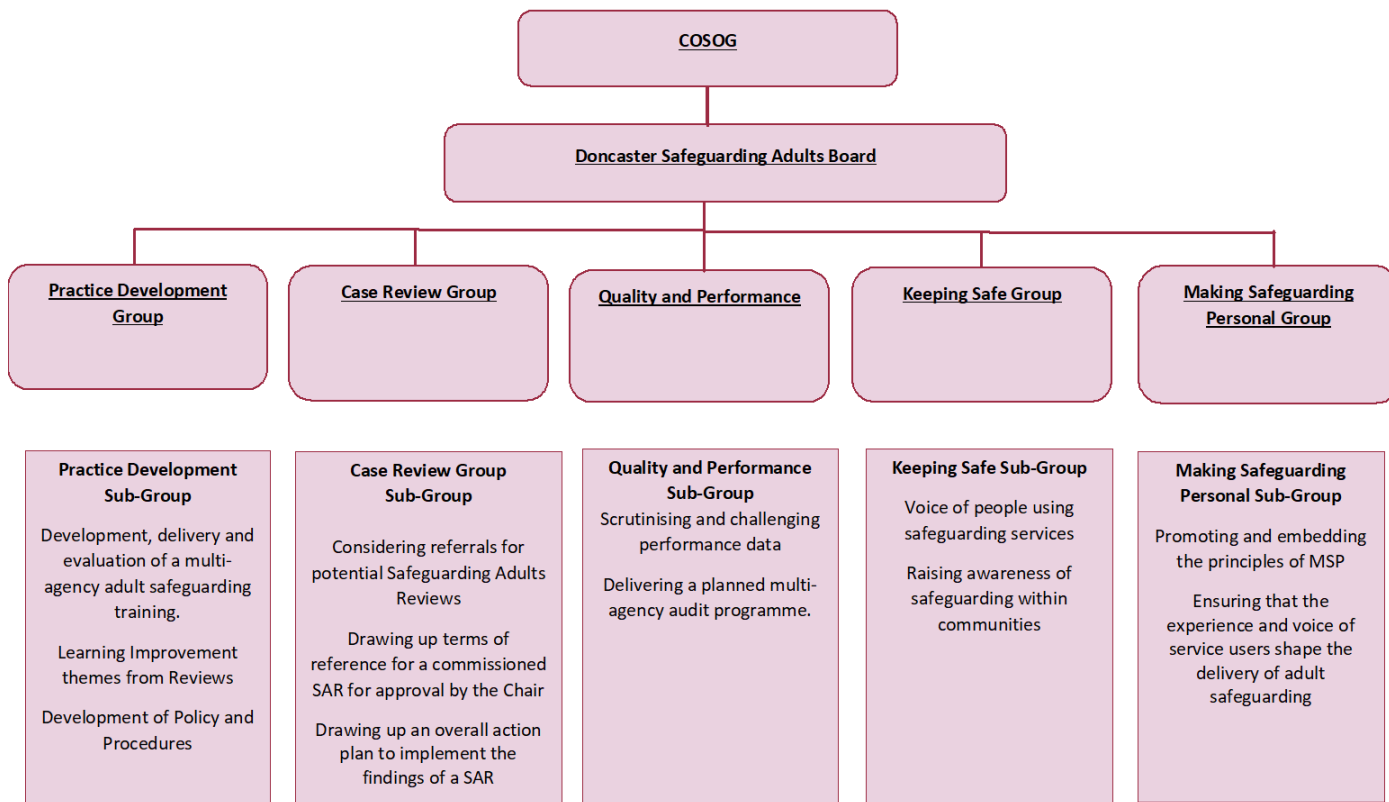 COSOG
Doncaster Safeguarding Adults Board
Practice Development
Group
Case Review Group
Quality and Performance
Keeping Safe Group
Making Safeguarding
Personal Group
Practice Development
Sub-Group
Development, delivery and
evaluation of a multi-
agency adult safeguarding
training.
Learning Improvement
themes from Reviews
Development of Policy and
Procedures
Case Review Group
Sub-Group
Considering referrals for
potential Safeguarding Adults
Reviews
Drawing up terms of
reference for a commissioned
SAR for approval by the Chair
Drawing up an overall action
plan to implement the
findings of a SAR
Quality and Performance
Sub-Group
Scrutinising and challenging
performance data
Delivering a planned multi-
agency audit programme.
Keeping Safe Sub-Group
Voice of people using
safeguarding services
Raising awareness of
safeguarding within
communities
Making Safeguarding
Personal Sub-Group
Promoting and embedding
the principles of MSP
Ensuring that the
experience and voice of
service users shape the
delivery of adult
safeguarding